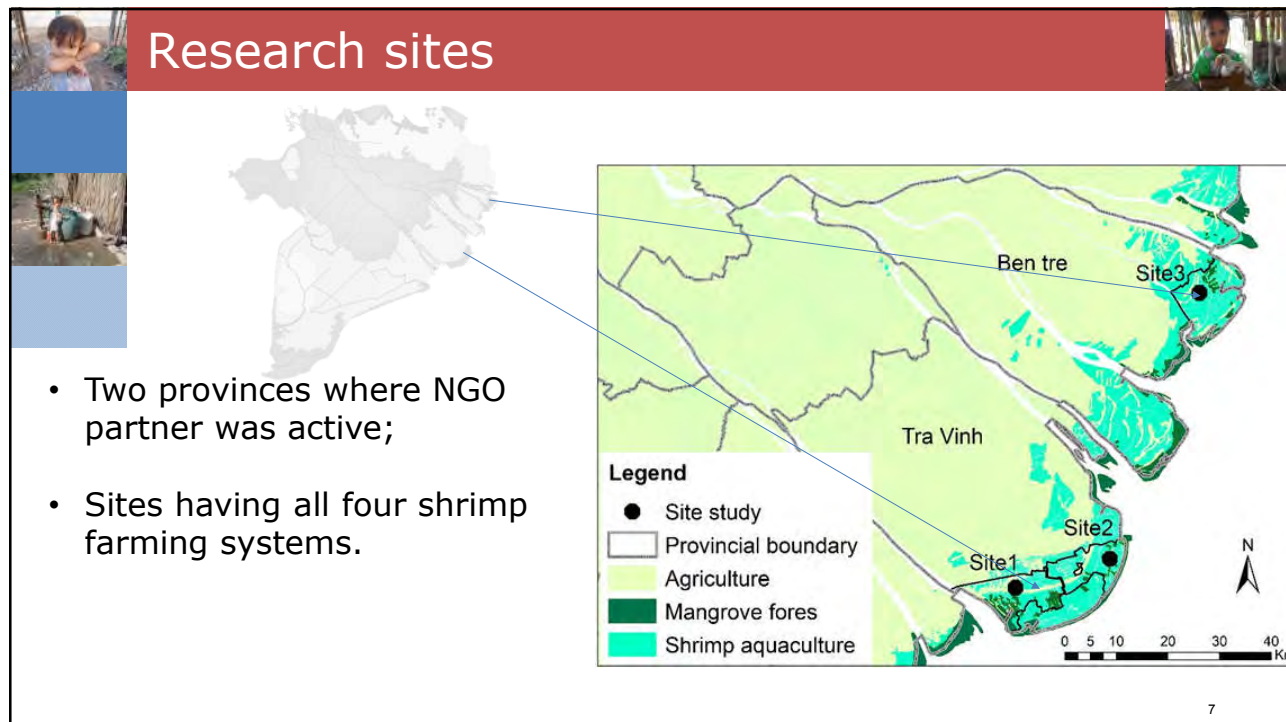 Research sites
• Two provinces where NGO
partner was active;
• Sites having all four shrimp
farming systems.
Ben tre
Site3
Tra Vinh
Site2
Site1
Legend
Site study
Provincial boundary
Agriculture
Mangrove fores
Shrimp aquaculture
N
0 5 10 20 30 40
Km
7